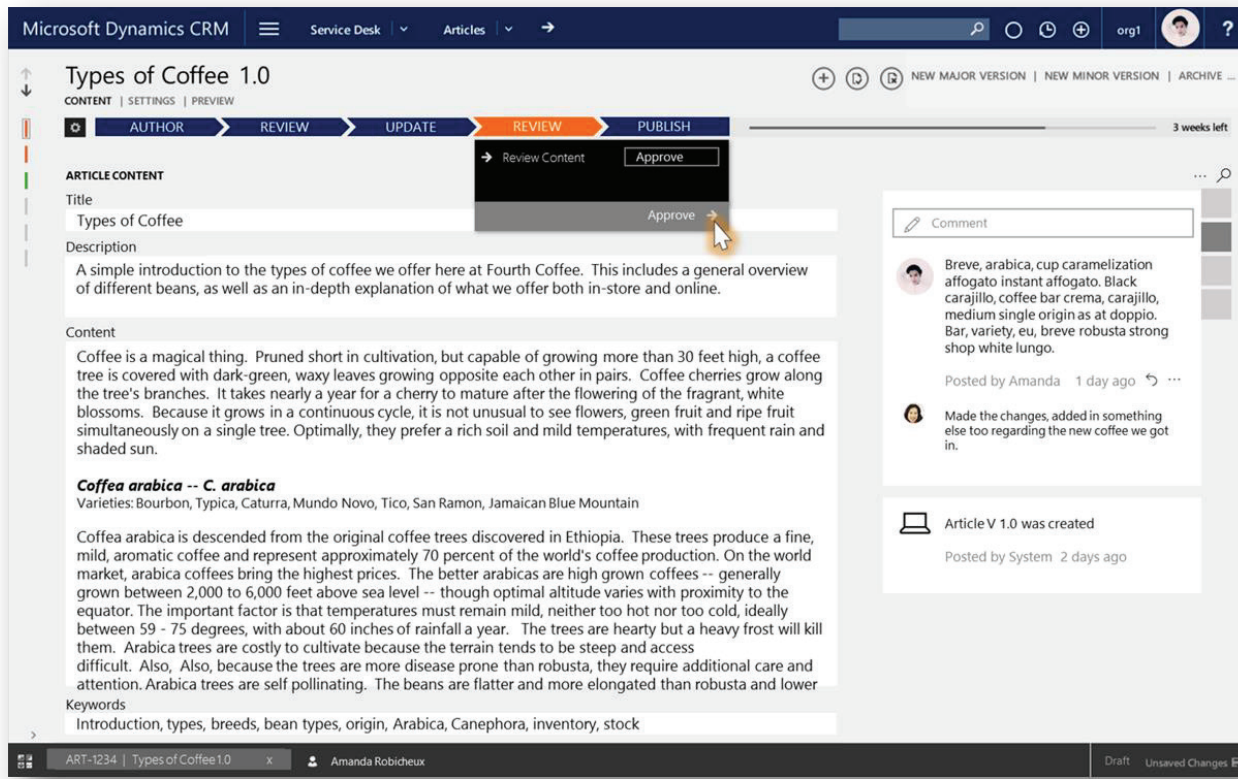 Microsoft Dynamics CRM Service Desk Articles org1 ?
Types of Coffee 1.0
NEW MAJOR VERSION | NEW MINOR VERSION | ARCHIVE ...
CONTENT | SETTINGS | PREVIEW
AUTHOR REVIEW UPDATE REVIEW PUBLISH 3 weeks left
Review Content Approve
Approve
ARTICLE CONTENT
Title
Types of Coffee
Description
A simple introduction to the types of coffee we offer here at Fourth Coffee. This includes a general overview
of different beans, as well as an in-depth explanation of what we offer both in-store and online.
Content
Coffee is a magical thing. Pruned short in cultivation, but capable of growing more than 30 feet high, a coffee
tree is covered with dark-green, waxy leaves growing opposite each other in pairs. Coffee cherries grow along
the tree's branches. It takes nearly a year for a cherry to mature after the flowering of the fragrant, white
blossoms. Because it grows in a continuous cycle, it is not unusual to see flowers, green fruit and ripe fruit
simultaneously on a single tree. Optimally, they prefer a rich soil and mild temperatures, with frequent rain and
shaded sun.
Coffea arabica -- C. arabica
Varieties: Bourbon, Typica, Caturra, Mundo Novo, Tico, San Ramon, Jamaican Blue Mountain
Coffea arabica is descended from the original coffee trees discovered in Ethiopia. These trees produce a fine,
mild, aromatic coffee and represent approximately 70 percent of the world's coffee production. On the world
market, arabica coffees bring the highest prices. The better arabicas are high grown coffees -- generally
grown between 2,000 to 6,000 feet above sea level -- though optimal altitude varies with proximity to the
equator. The important factor is that temperatures must remain mild, neither too hot nor too cold, ideally
between 59 - 75 degrees, with about 60 inches of rainfall a year. The trees are hearty but a heavy frost will kill
them. Arabica trees are costly to cultivate because the terrain tends to be steep and access
difficult. Also, Also, because the trees are more disease prone than robusta, they require additional care and
attention. Arabica trees are self pollinating. The beans are flatter and more elongated than robusta and lower
Keywords
Introduction, types, breeds, bean types, origin, Arabica, Canephora, inventory, stock
...
Comment
Breve, arabica, cup caramelization
affogato instant affogato. Black
carajillo, coffee bar crema, carajillo,
medium single origin as at doppio.
Bar, variety, eu, breve robusta strong
shop white lungo.
Posted by Amanda 1 day ago ...
Made the changes, added in something
else too regarding the new coffee we got
in.
Article V 1.0 was created
Posted by System 2 days ago
ART-1234 | Types of Coffee 1.0 x Amanda Robicheux Draft Unsaved Changes